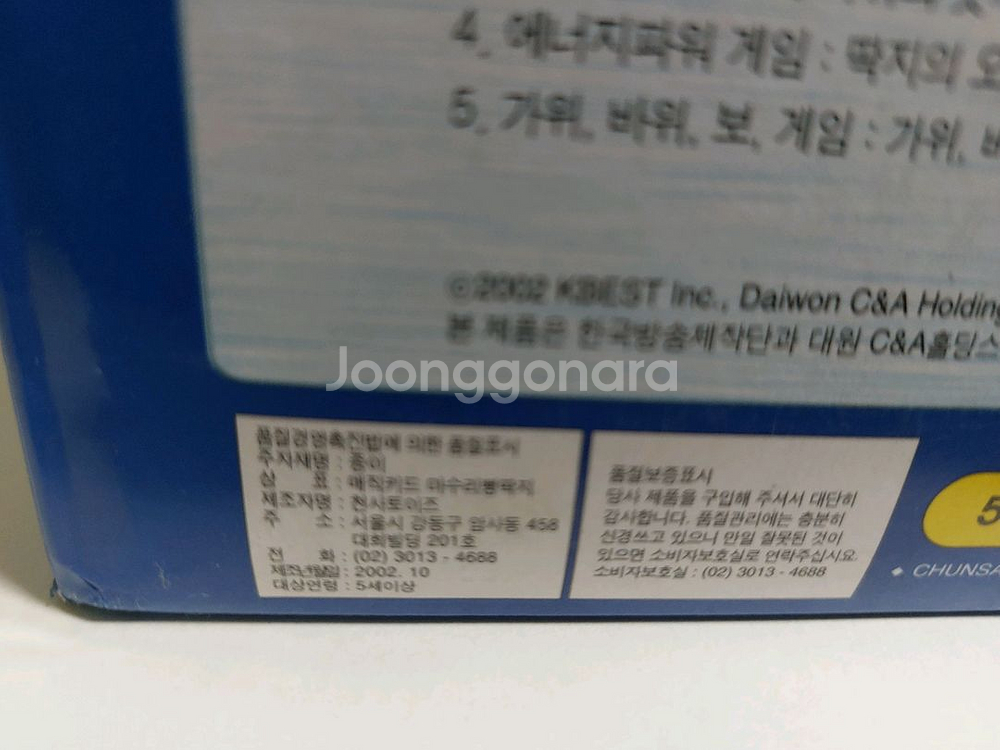 4. 에너지파워 게임 : 딱지의
5. 가위, 바위, 보, 게임 : 가위,
©2002 KBEST Inc., Daiwon C&A Holding
본 제품은 한국방송제작단과 대원 C&A홀딩스
Joonggonara
품질경영촉진법에 의한 품질표시
주자재명 : 종이
상 표 : 매직키드 마수리왕딱지
제조자명 : 천사토이즈
주 소 : 서울시 강동구 암사동 458
대희빌딩 201호
전 화 : (02) 3013 - 4688
제조년월일 : 2002. 10
대상연령 : 5세이상
품질보증표시
당사 제품을 구입해 주셔서 대단히
감사합니다. 품질관리에는 충분히
신경쓰고 있으나 만일 잘못된 것이
있으면 소비자보호실로 연락주십시요.
소비자보호실 : (02) 3013 - 4688
5
CHUNSA